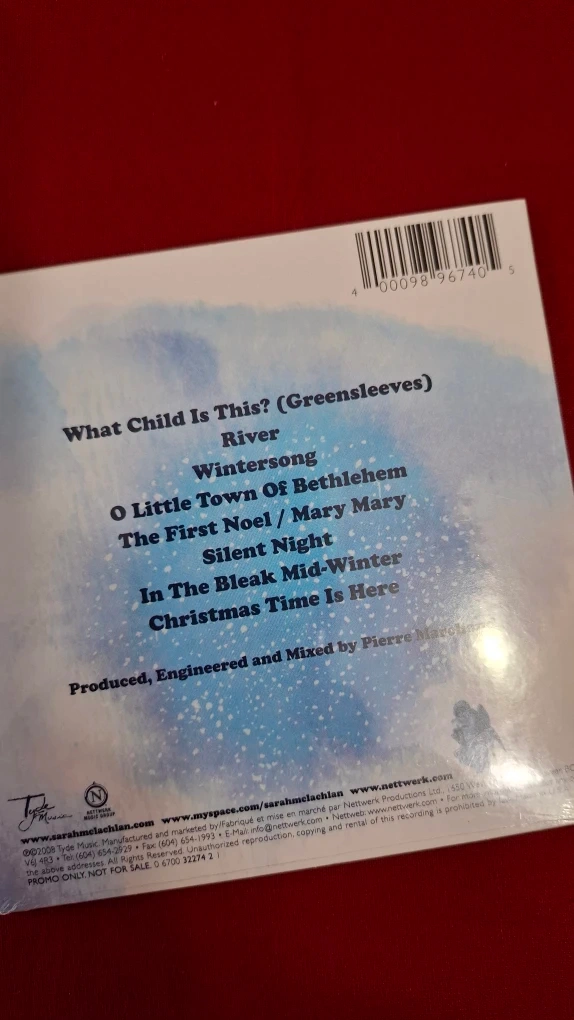 4 00098 96740 5
What Child Is This? (Greensleeves)
River
Wintersong
O Little Town Of Bethlehem
The First Noel / Mary Mary
Silent Night
In The Bleak Mid-Winter
Christmas Time Is Here
Produced, Engineered and Mixed by Pierre Marchand
Tyde Music
N
NETTWERK
MUSIC GROUP
www.sarahmclachlan.com www.myspace.com/sarahmclachlan www.nettwerk.com
℗©2008 Tyde Music. Manufactured and marketed by/Fabriqué et mise en marché par Nettwerk Productions Ltd., 1650 W
V6J 4R3 • Tel: (604) 654-2929 • Fax: (604) 654-1993 • E-Mail: info@nettwerk.com • Nettweb: www.nettwerk.com • For more
the above addresses. All Rights Reserved. Unauthorized reproduction, copying and rental of this recording is prohibited by
PROMO ONLY. NOT FOR SALE. 0 6700 32274 2 1